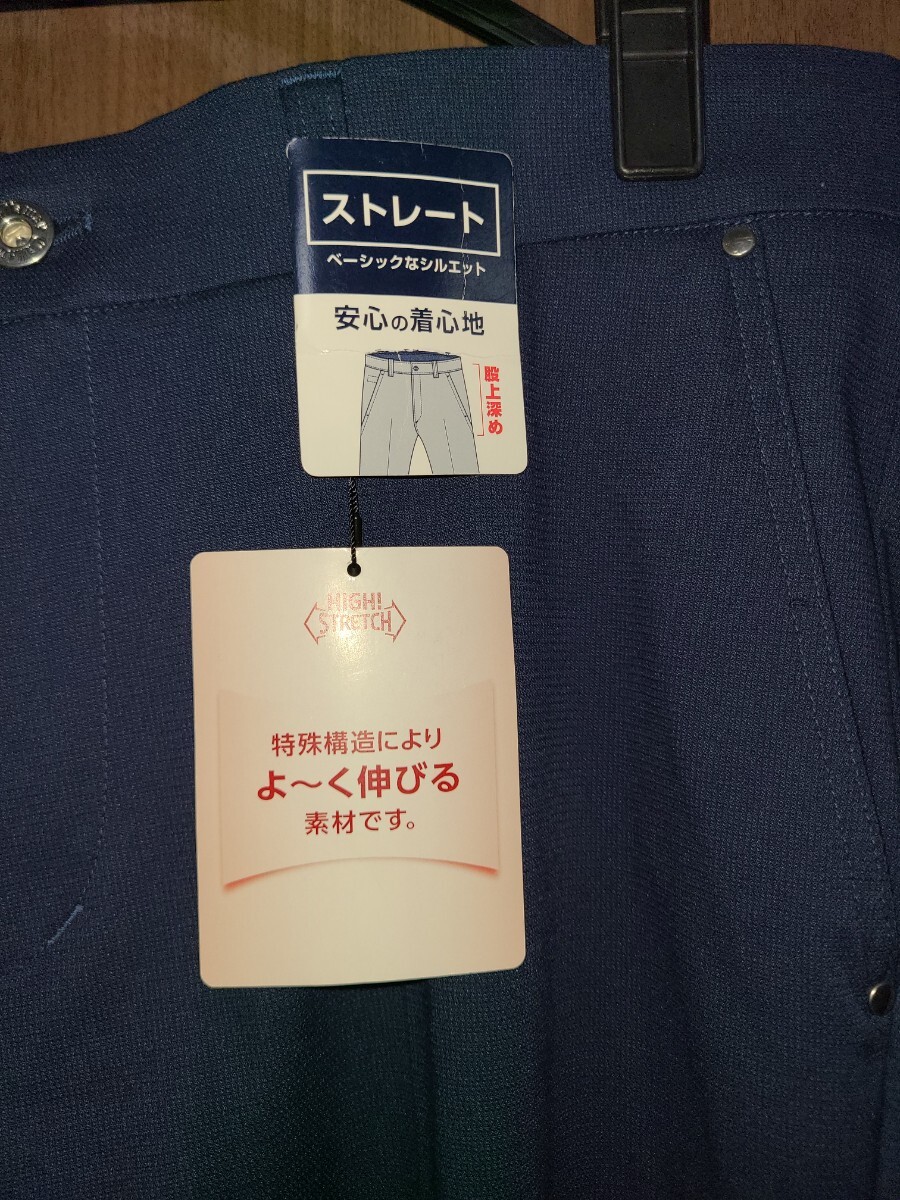 ストレート
ベーシックなシルエット
安心の着心地
股上深め
HIGH!
STRETCH
特殊構造により
よ〜く伸びる
素材です。